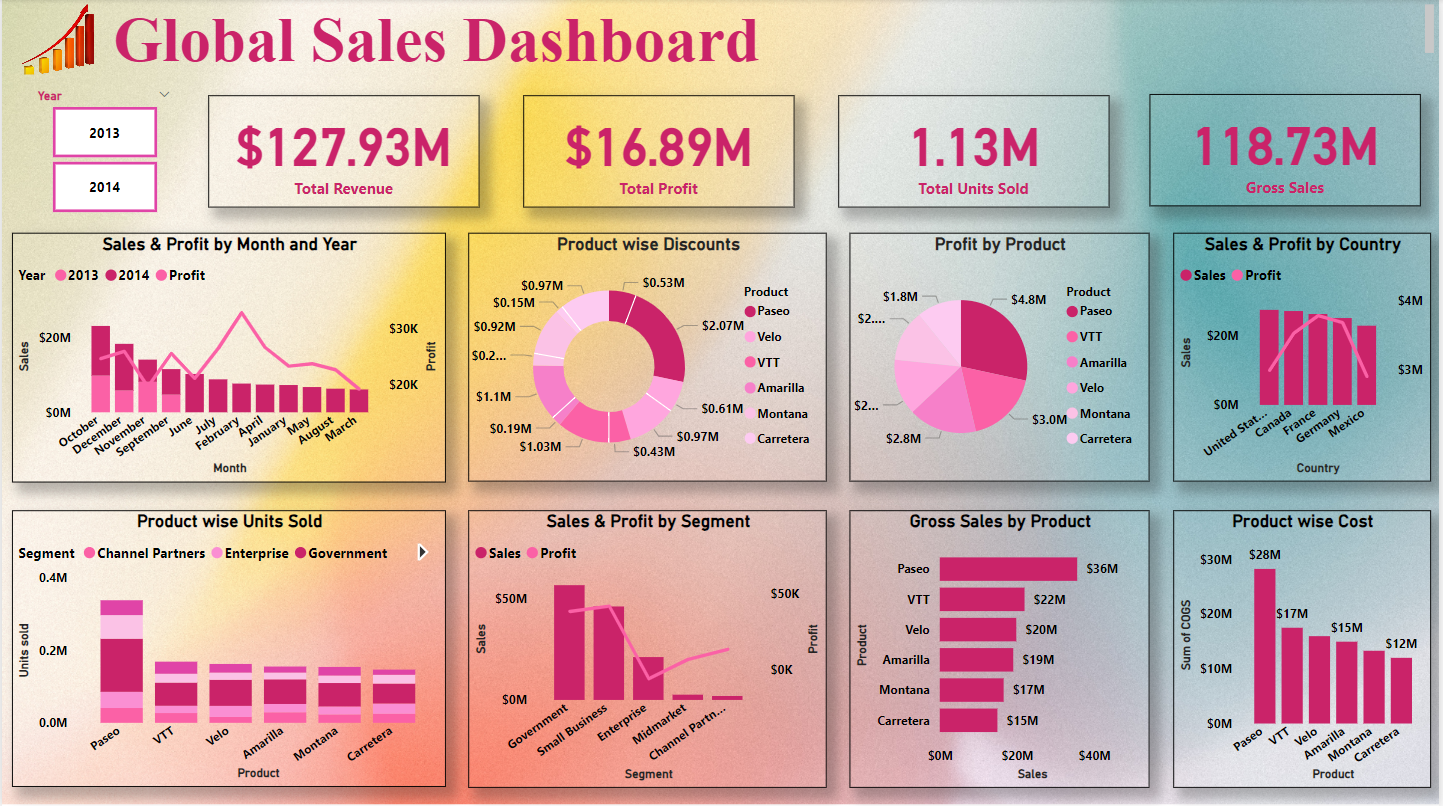 Global Sales Dashboard
Year
2013
2014
$127.93M
Total Revenue
$16.89M
Total Profit
1.13M
Total Units Sold
118.73M
Gross Sales
Sales & Profit by Month and Year
Year 2013 2014 Profit
$20M
$0M
Sales
$30K
$20K
Profit
October
December
November
September
June
July
February
April
January
May
August
March
Month
Product wise Discounts
$0.97M
$0.53M
$0.15M
$0.92M
$2.07M
$0.2...
$1.1M
$0.61M
$0.19M
$0.97M
$1.03M
$0.43M
Product
Paseo
Velo
VTT
Amarilla
Montana
Carretera
Profit by Product
$1.8M
$4.8M
$2....
$2...
$3.0M
$2.8M
Product
Paseo
VTT
Amarilla
Velo
Montana
Carretera
Sales & Profit by Country
Sales Profit
$20M
$0M
Sales
$4M
$3M
United Stat...
Canada
France
Germany
Mexico
Country
Product wise Units Sold
Segment Channel Partners Enterprise Government
0.4M
0.2M
0.0M
Units sold
Paseo
VTT
Velo
Amarilla
Montana
Carretera
Product
Sales & Profit by Segment
Sales Profit
$50M
$0M
Sales
$50K
$0K
Profit
Government
Small Business
Enterprise
Midmarket
Channel Partn...
Segment
Gross Sales by Product
Product
Paseo $36M
VTT $22M
Velo $20M
Amarilla $19M
Montana $17M
Carretera $15M
$0M $20M $40M
Sales
Product wise Cost
$30M
$20M
$10M
$0M
Sum of COGS
$28M
$17M
$15M
$12M
Paseo
VTT
Velo
Amarilla
Montana
Carretera
Product